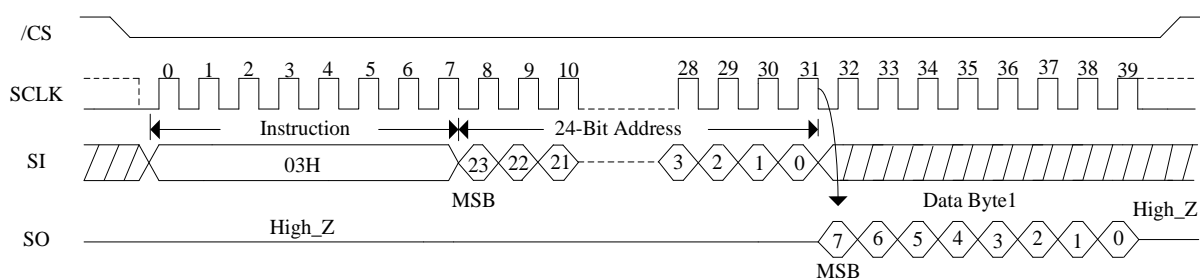 /CS
0 1 2 3 4 5 6 7 8 9 10 28 29 30 31 32 33 34 35 36 37 38 39
SCLK
Instruction 24-Bit Address
SI 03H 23 22 21 3 2 1 0
MSB Data Byte1
High_Z High_Z
SO 7 6 5 4 3 2 1 0
MSB